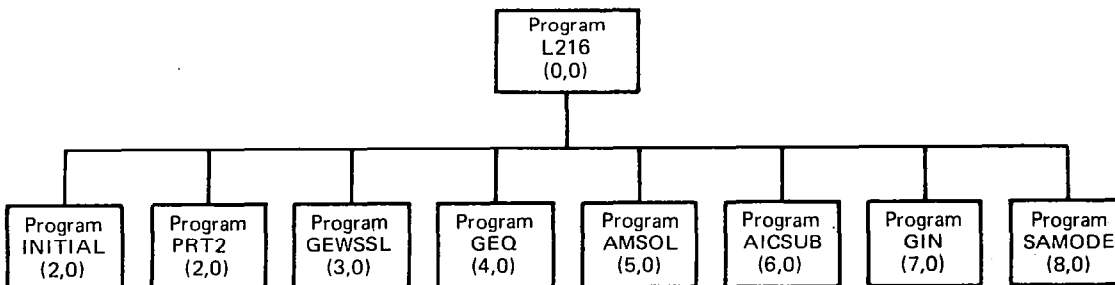 Program
L216
(0,0)
Program
INITIAL
(2,0)
Program
PRT2
(2,0)
Program
GEWSSL
(3,0)
Program
GEQ
(4,0)
Program
AMSOL
(5,0)
Program
AICSUB
(6,0)
Program
GIN
(7,0)
Program
SAMODE
(8,0)